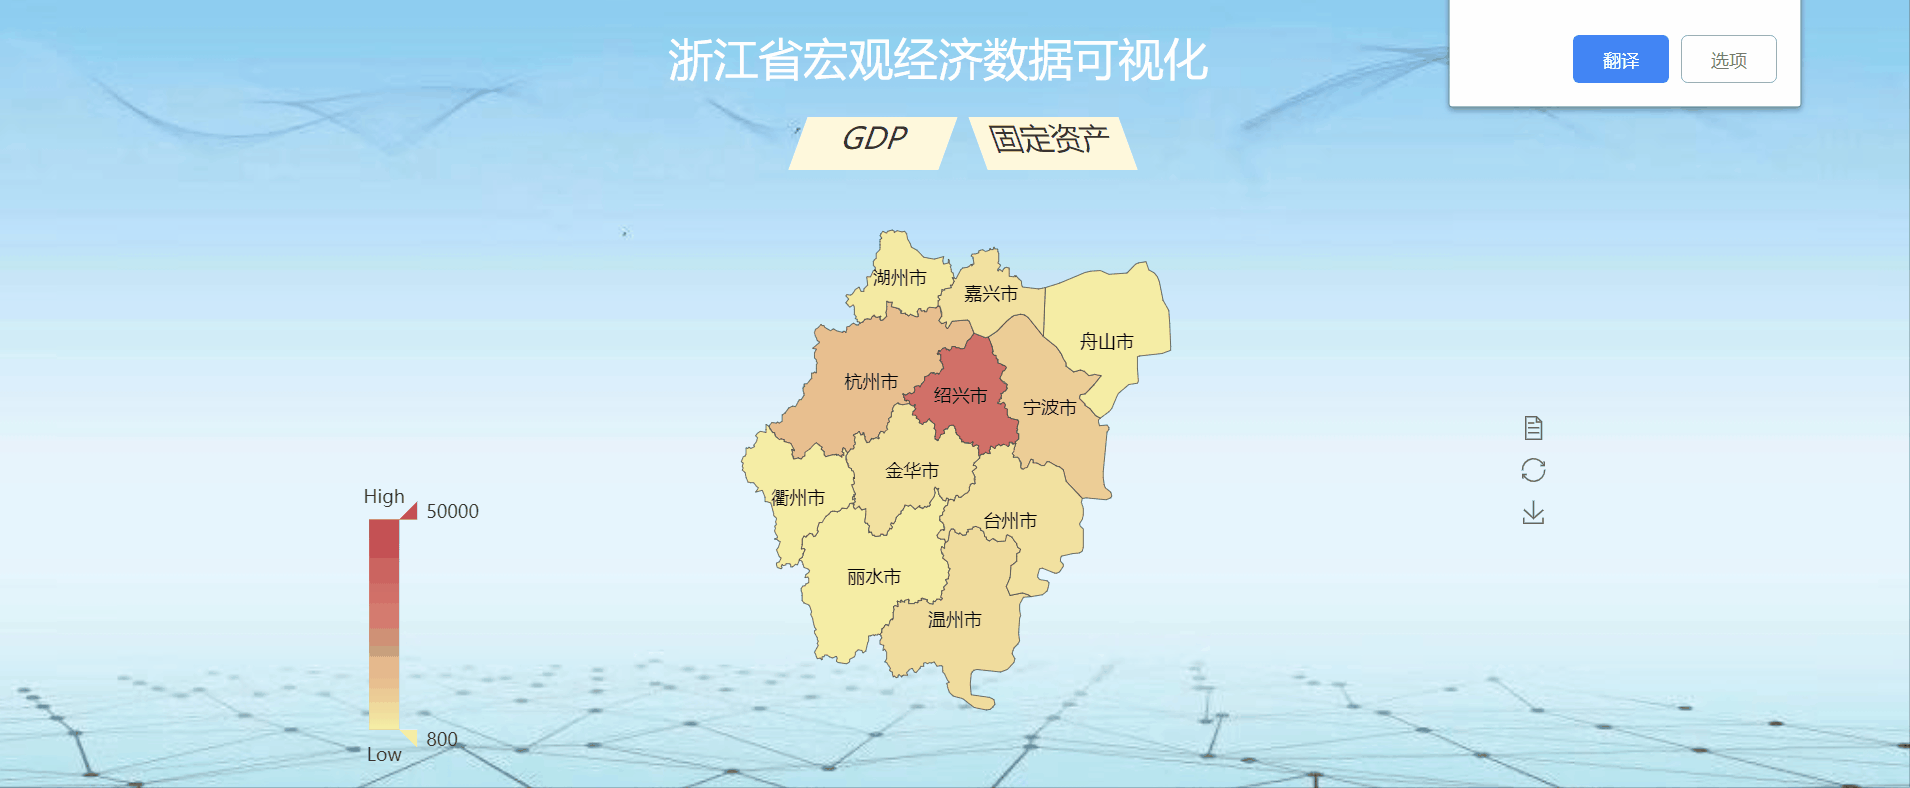 浙江省宏观经济数据可视化
翻译
选项
GDP
固定资产
湖州市
嘉兴市
舟山市
杭州市
绍兴市
宁波市
金华市
衢州市
台州市
丽水市
温州市
High
50000
800
Low